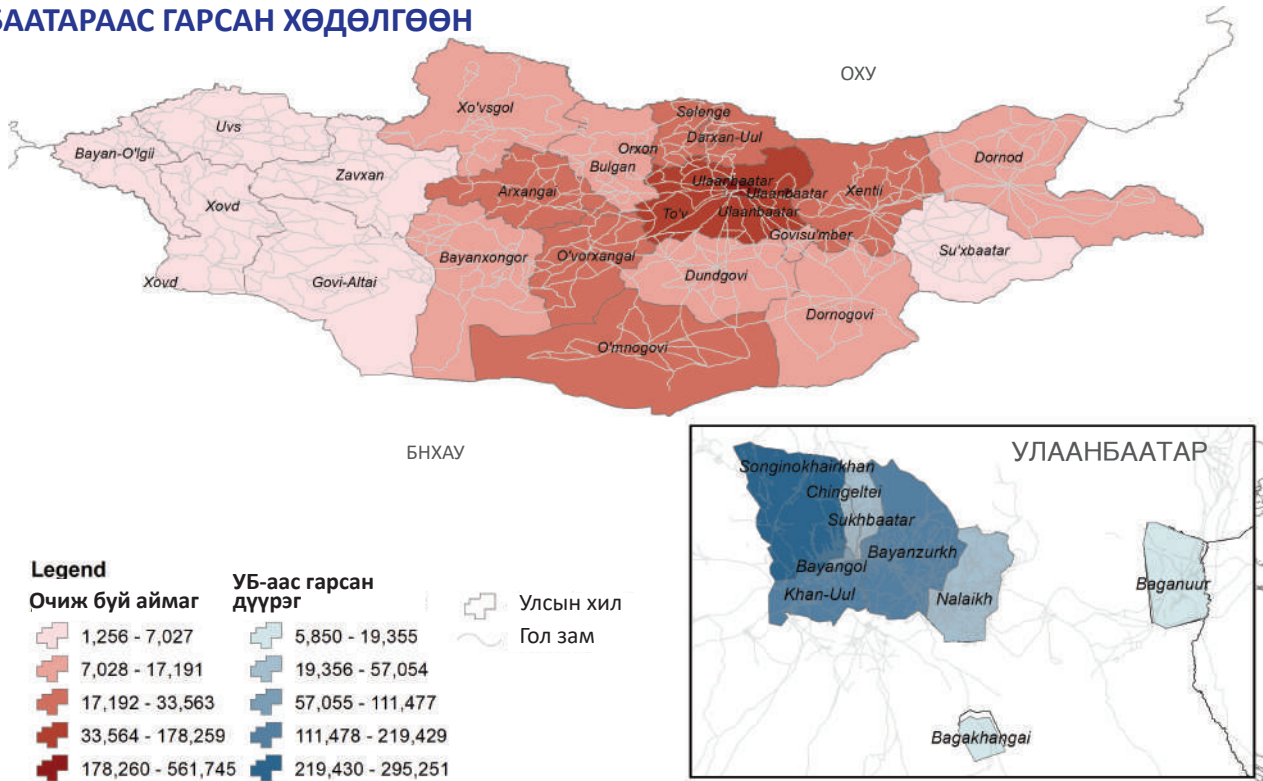 БААТАРААС ГАРСАН ХӨДӨЛГӨӨН
ОХУ
Xo'vsgol
Selenge
Uvs
Darxan-Uul
Bayan-O'lgii
Orxon
Dornod
Bulgan
Zavxan
Ulaanbaatar
Arxangai
Ulaanbaatar
Xentii
Xovd
To'v
Ulaanbaatar
Govisu'mber
Su'xbaatar
O'vorxangai
Bayanxongor
Dundgovi
Xovd
Govi-Altai
Dornogovi
O'mnogovi
БНХАУ
УЛААНБААТАР
Songinokhairkhan
Chingeltei
Sukhbaatar
Bayanzurkh
Bayangol
Khan-Uul
Nalaikh
Baganuur
Bagakhangai
Legend
Очиж буй аймаг
1,256 - 7,027
7,028 - 17,191
17,192 - 33,563
33,564 - 178,259
178,260 - 561,745
УБ-аас гарсан
дүүрэг
5,850 - 19,355
19,356 - 57,054
57,055 - 111,477
111,478 - 219,429
219,430 - 295,251
Улсын хил
Гол зам